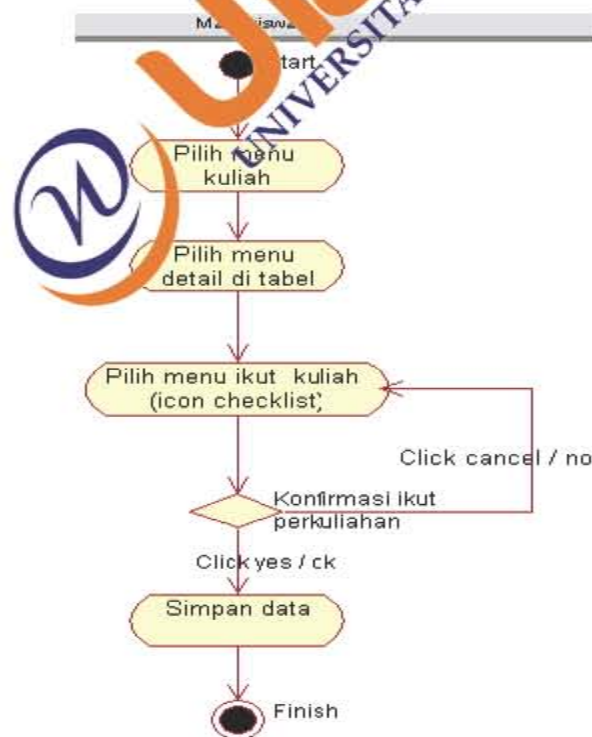 UNIVERSITA
Pilih menu
kuliah
Pilih menu
detail di tabel
Pilih menu ikut kuliah
(icon checklist)
Click cancel / no
Konfirmasi ikut
perkuliahan
Click yes / ok
Simpan data
Finish